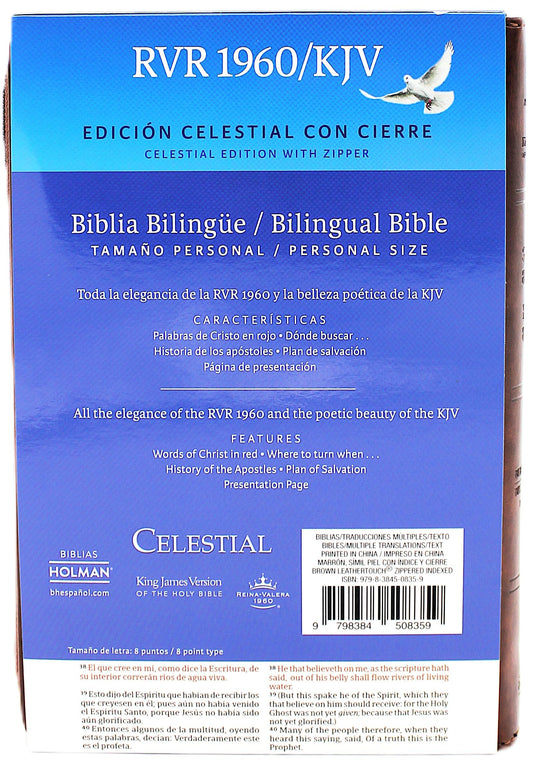 RVR 1960/KJV
EDICIÓN CELESTIAL CON CIERRE
CELESTIAL EDITION WITH ZIPPER
Biblia Bilingüe / Bilingual Bible
TAMAÑO PERSONAL / PERSONAL SIZE
Toda la elegancia de la RVR 1960 y la belleza poética de la KJV
CARACTERÍSTICAS
Palabras de Cristo en rojo • Dónde buscar . . .
Historia de los apóstoles • Plan de salvación
Página de presentación
All the elegance of the RVR 1960 and the poetic beauty of the KJV
FEATURES
Words of Christ in red • Where to turn when . . .
History of the Apostles • Plan of Salvation
Presentation Page
BIBLIAS
HOLMAN
bhespañol.com
CELESTIAL
King James Version
OF THE HOLY BIBLE
REINA-VALERA
1960
BIBLIAS/TRADUCCIONES MÚLTIPLES/TEXTO
BIBLES/MULTIPLE TRANSLATIONS/TEXT
PRINTED IN CHINA / IMPRESO EN CHINA
MARRÓN, SÍMIL PIEL CON ÍNDICE Y CIERRE
BROWN LEATHERTOUCH ZIPPERED INDEXED
ISBN: 979-8-3845-0835-9
9 798384 508359
Tamaño de letra: 8 puntos / 8 point type
38 El que cree en mí, como dice la Escritura, de
su interior correrán ríos de agua viva.
39 Esto dijo del Espíritu que habían de recibir los
que creyesen en él; pues aún no había venido
el Espíritu Santo, porque Jesús no había sido
aún glorificado.
40 Entonces algunos de la multitud, oyendo
estas palabras, decían: Verdaderamente este
es el profeta.
38 He that believeth on me, as the scripture hath
said, out of his belly shall flow rivers of living
water.
39 (But this spake he of the Spirit, which they
that believe on him should receive: for the Holy
Ghost was not yet given; because that Jesus was
not yet glorified.)
40 Many of the people therefore, when they
heard this saying, said, Of a truth this is the
Prophet.